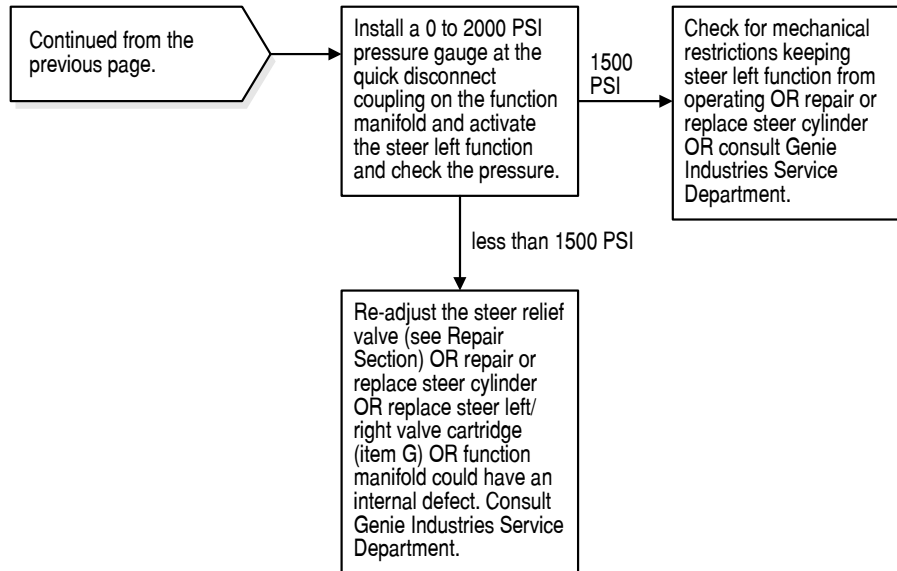 Continued from the
previous page.
Install a 0 to 2000 PSI
pressure gauge at the
quick disconnect
coupling on the function
manifold and activate
the steer left function
and check the pressure.
1500
PSI
Check for mechanical
restrictions keeping
steer left function from
operating OR repair or
replace steer cylinder
OR consult Genie
Industries Service
Department.
less than 1500 PSI
Re-adjust the steer relief
valve (see Repair
Section) OR repair or
replace steer cylinder
OR replace steer left/
right valve cartridge
(item G) OR function
manifold could have an
internal defect. Consult
Genie Industries Service
Department.